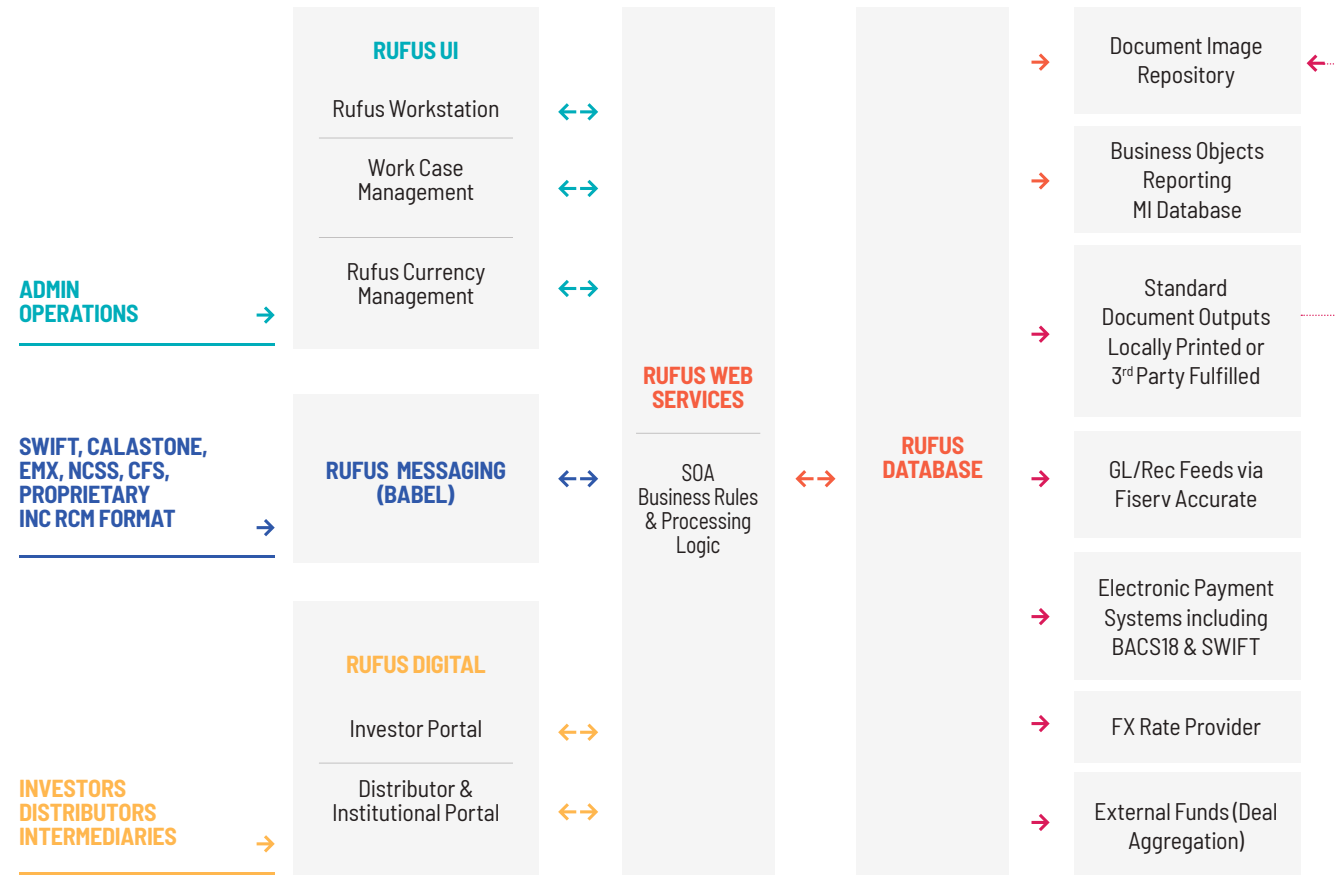 RUFUS UI
Rufus Workstation
Work Case
Management
Rufus Currency
Management
ADMIN
OPERATIONS
SWIFT, CALASTONE,
EMX, NCSS, CFS,
PROPRIETARY
INC RCM FORMAT
RUFUS MESSAGING
(BABEL)
RUFUS DIGITAL
Investor Portal
Distributor &
Institutional Portal
INVESTORS
DISTRIBUTORS
INTERMEDIARIES
RUFUS WEB
SERVICES
SOA
Business Rules
& Processing
Logic
RUFUS
DATABASE
Document Image
Repository
Business Objects
Reporting
MI Database
Standard
Document Outputs
Locally Printed or
3rd Party Fulfilled
GL/Rec Feeds via
Fiserv Accurate
Electronic Payment
Systems including
BACS18 & SWIFT
FX Rate Provider
External Funds (Deal
Aggregation)